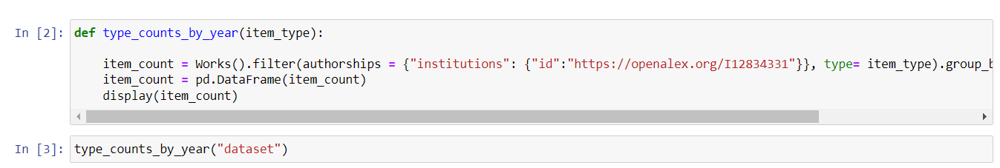 In [2]: def type_counts_by_year(item_type):
item_count = Works().filter(authorships = {"institutions": {"id":"https://openalex.org/I12834331"}}, type= item_type).group_b
item_count = pd.DataFrame(item_count)
display(item_count)
In [3]: type_counts_by_year("dataset")